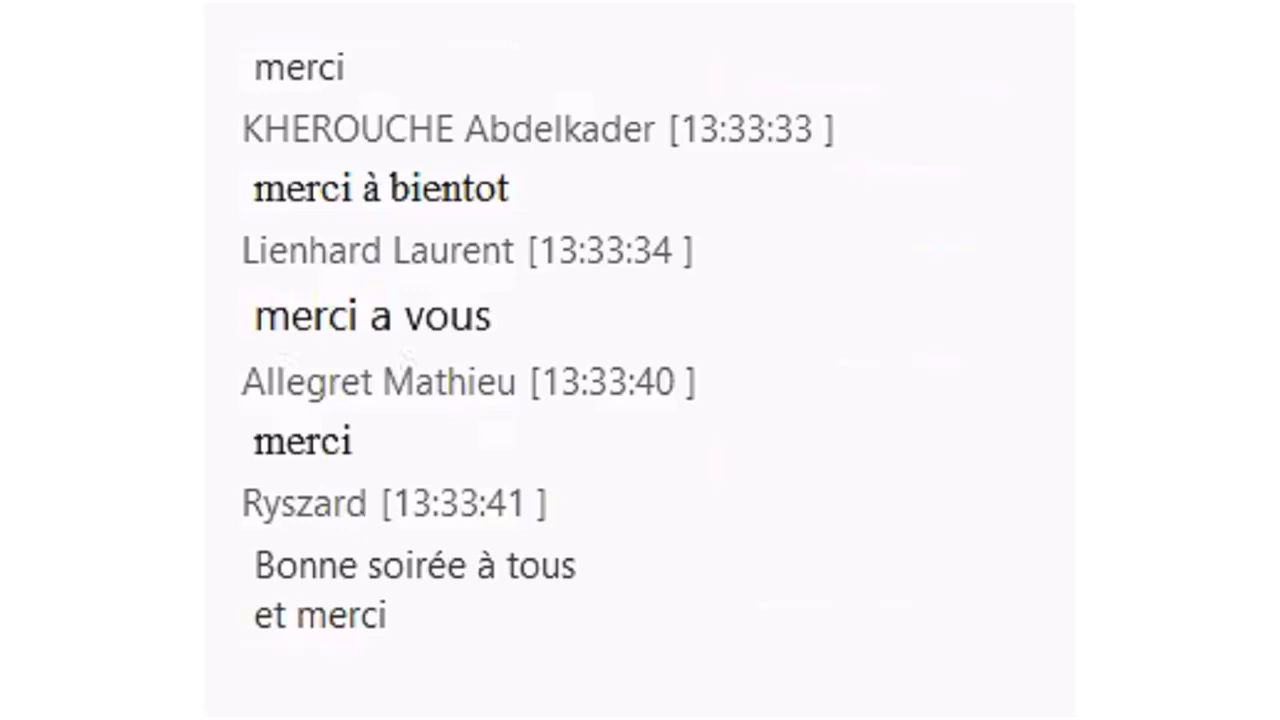 merci
KHEROUCHE Abdelkader [13:33:33 ]
merci à bientot
Lienhard Laurent [13:33:34 ]
merci a vous
Allegret Mathieu [13:33:40 ]
merci
Ryszard [13:33:41 ]
Bonne soirée à tous
et merci